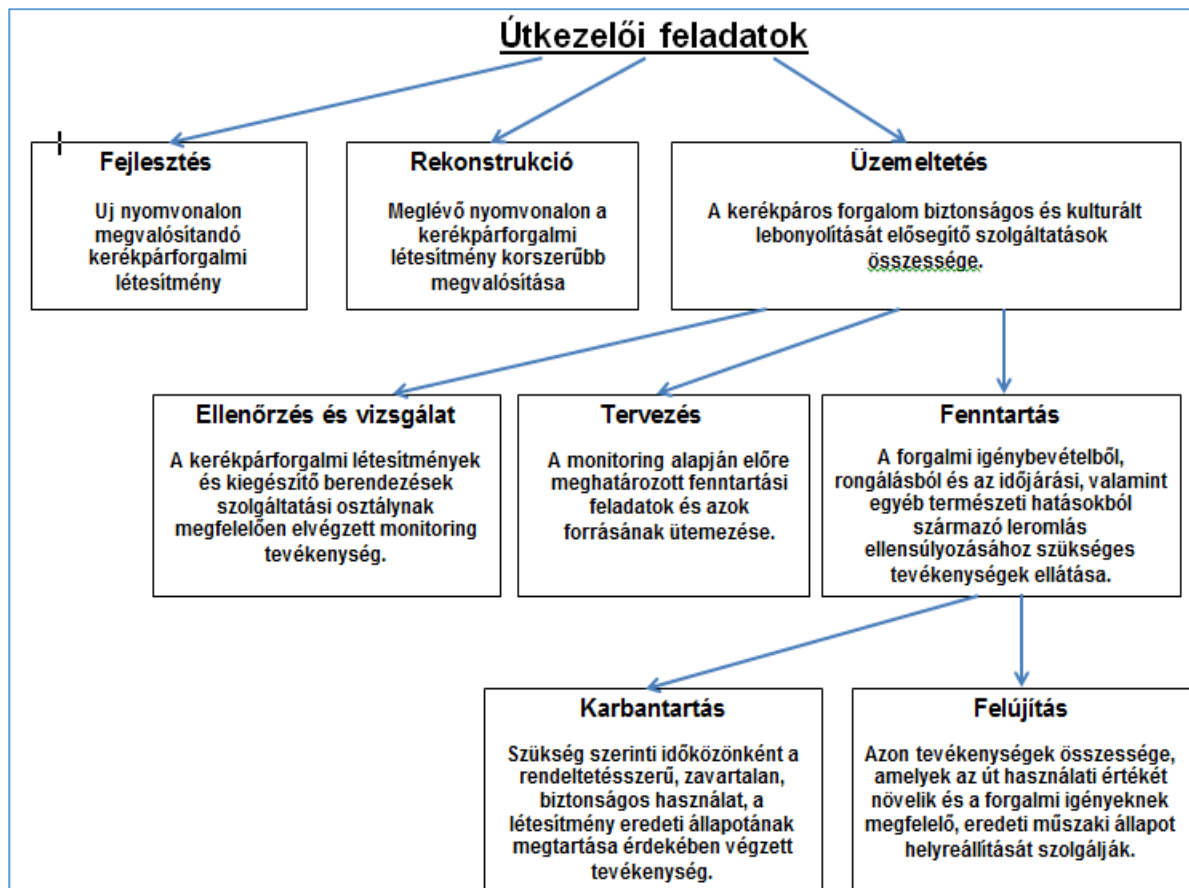 Útkezelői feladatok
Fejlesztés
Uj nyomvonalon
megvalósítandó
kerékpárforgalmi
létesítmény
Rekonstrukció
Meglévő nyomvonalon a
kerékpárforgalmi
létesítmény korszerűbb
megvalósítása
Üzemeltetés
A kerékpáros forgalom biztonságos és kulturált
lebonyolítását elősegítő szolgáltatások
összessége.
Ellenőrzés és vizsgálat
A kerékpárforgalmi létesítmények
és kiegészítő berendezések
szolgáltatási osztálynak
megfelelően elvégzett monitoring
tevékenység.
Tervezés
A monitoring alapján előre
meghatározott fenntartási
feladatok és azok
forrásának ütemezése.
Fenntartás
A forgalmi igénybevételből,
rongálásból és az időjárási, valamint
egyéb természeti hatásokból
származó leromlás
ellensúlyozásához szükséges
tevékenységek ellátása.
Karbantartás
Szükség szerinti időközönként a
rendeltetésszerű, zavartalan,
biztonságos használat, a
létesítmény eredeti állapotának
megtartása érdekében végzett
tevékenység.
Felújítás
Azon tevékenységek összessége,
amelyek az út használati értékét
növelik és a forgalmi igényeknek
megfelelő, eredeti műszaki állapot
helyreállítását szolgálják.